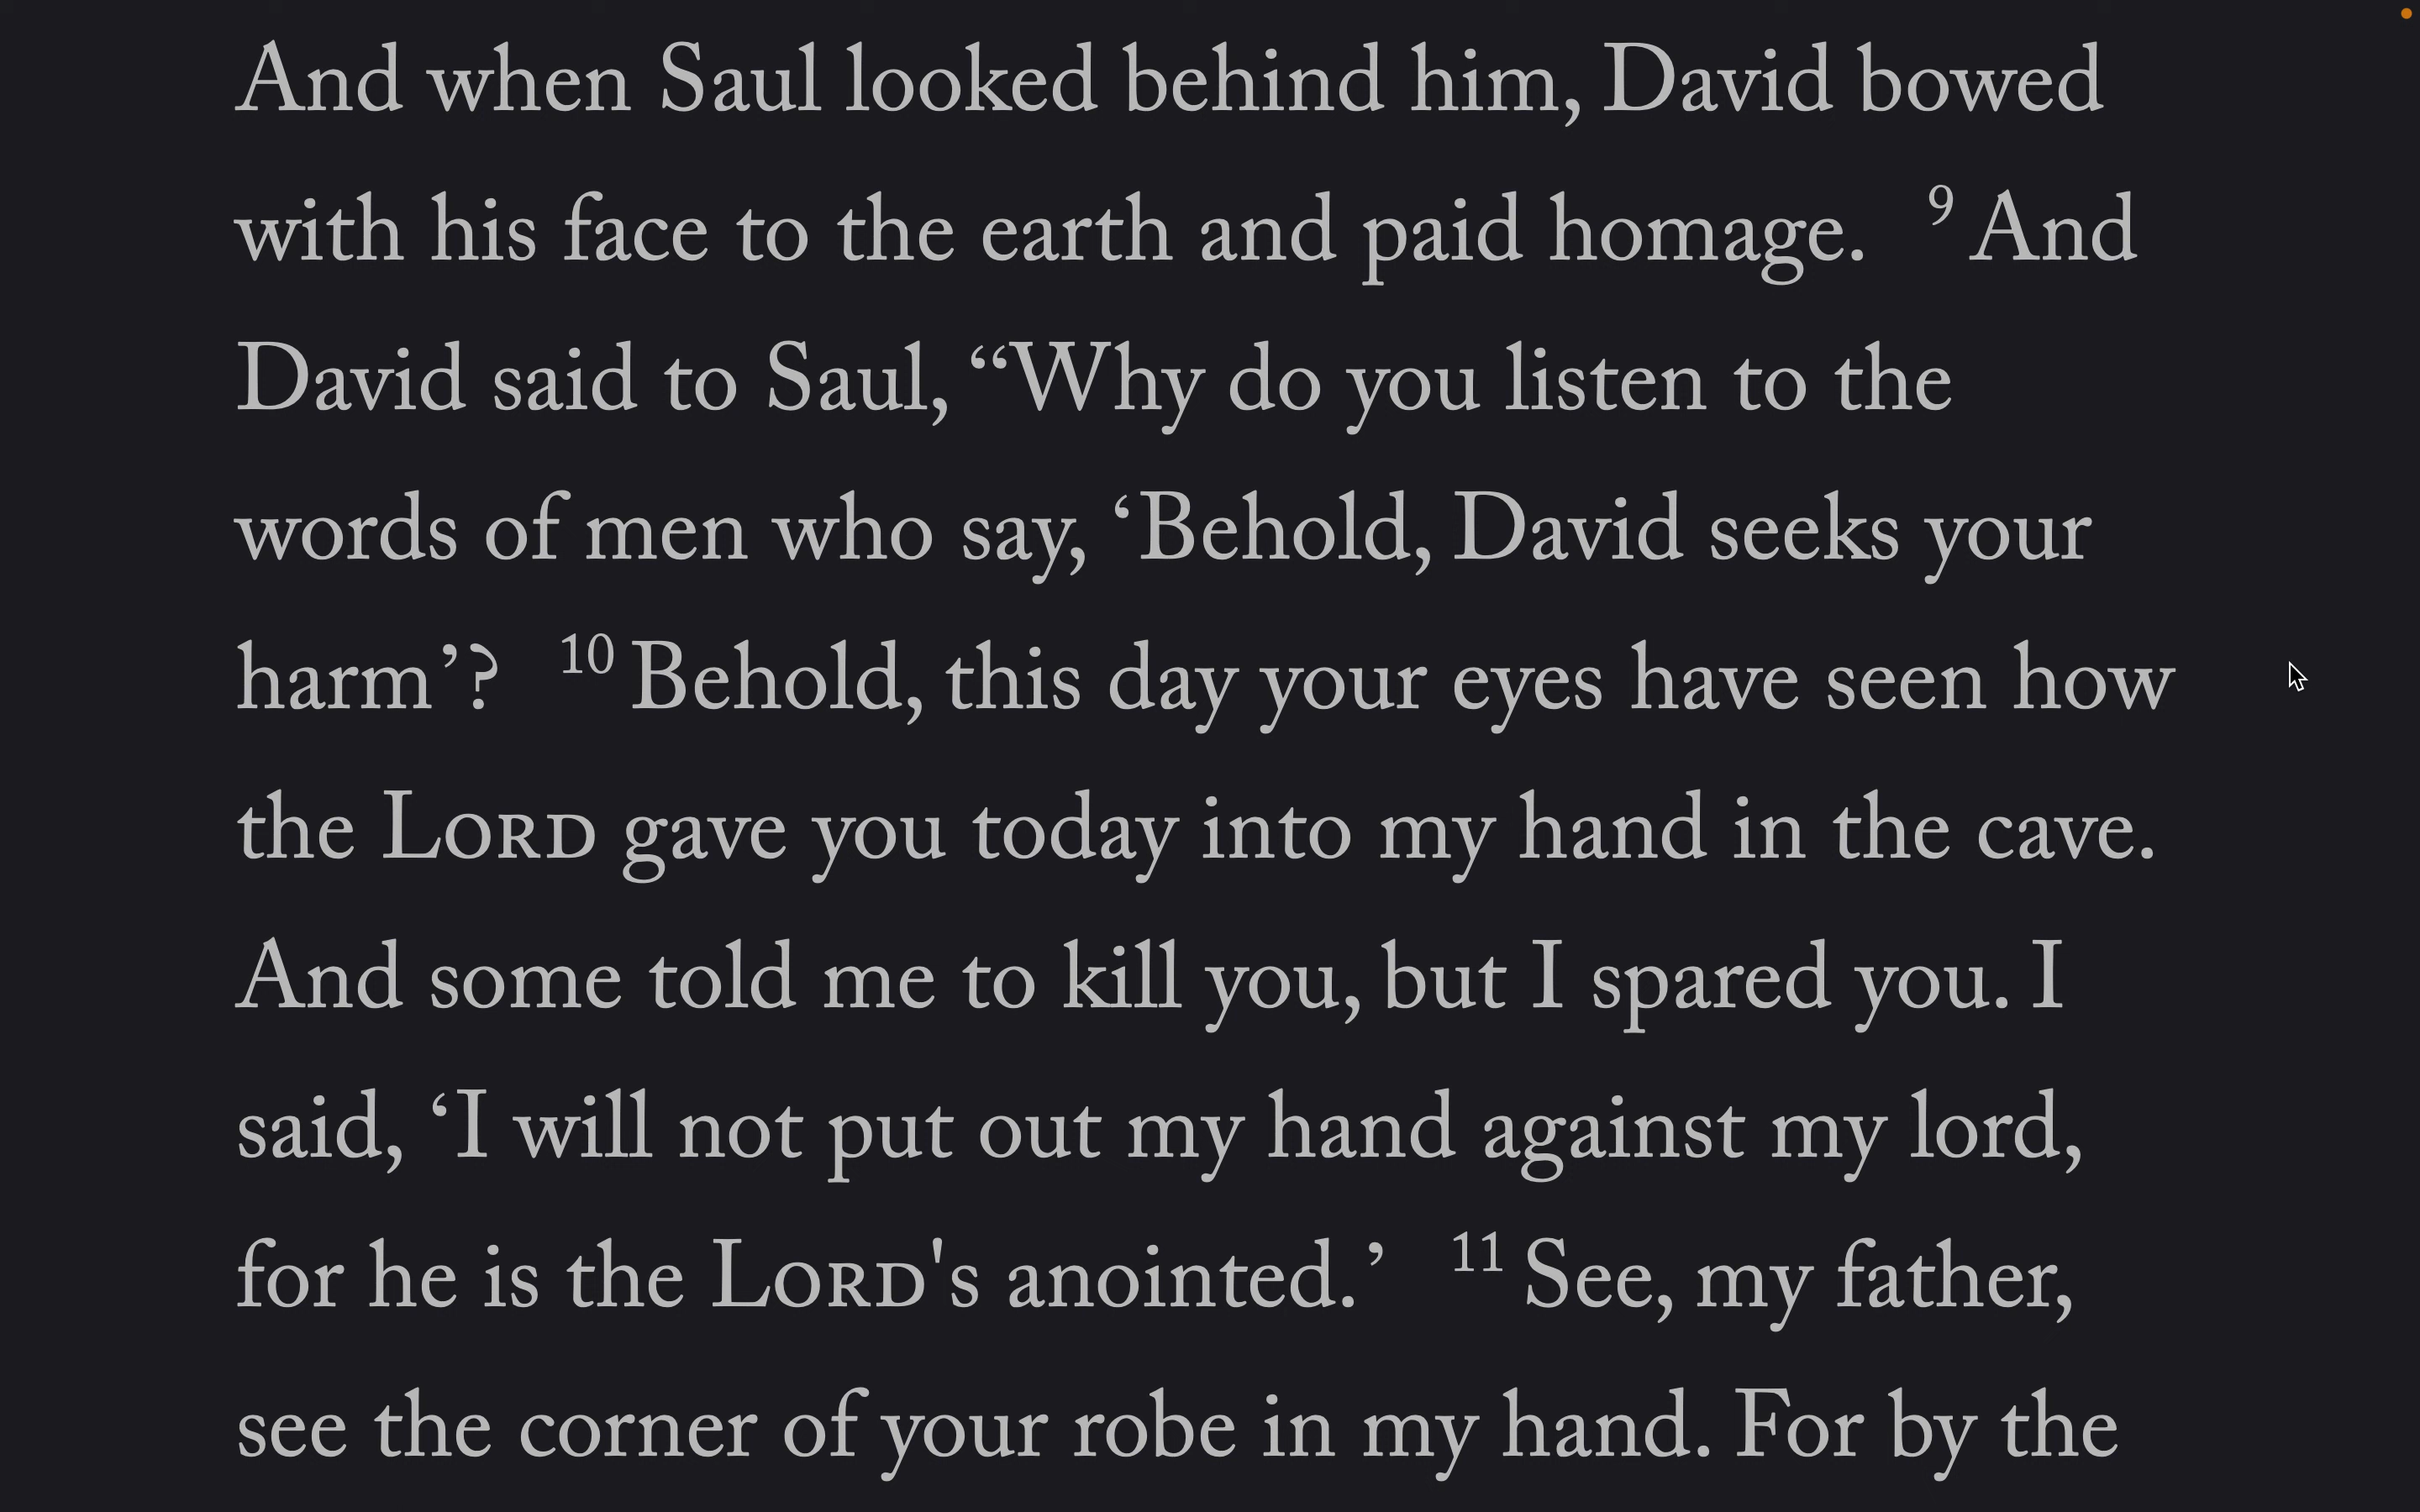 And when Saul looked behind him, David bowed
with his face to the earth and paid homage. 9 And
David said to Saul, “Why do you listen to the
words of men who say, ‘Behold, David seeks your
harm’? 10 Behold, this day your eyes have seen how
the LORD gave you today into my hand in the cave.
And some told me to kill you, but I spared you. I
said, ‘I will not put out my hand against my lord,
for he is the LORD's anointed.’ 11 See, my father,
see the corner of your robe in my hand. For by the